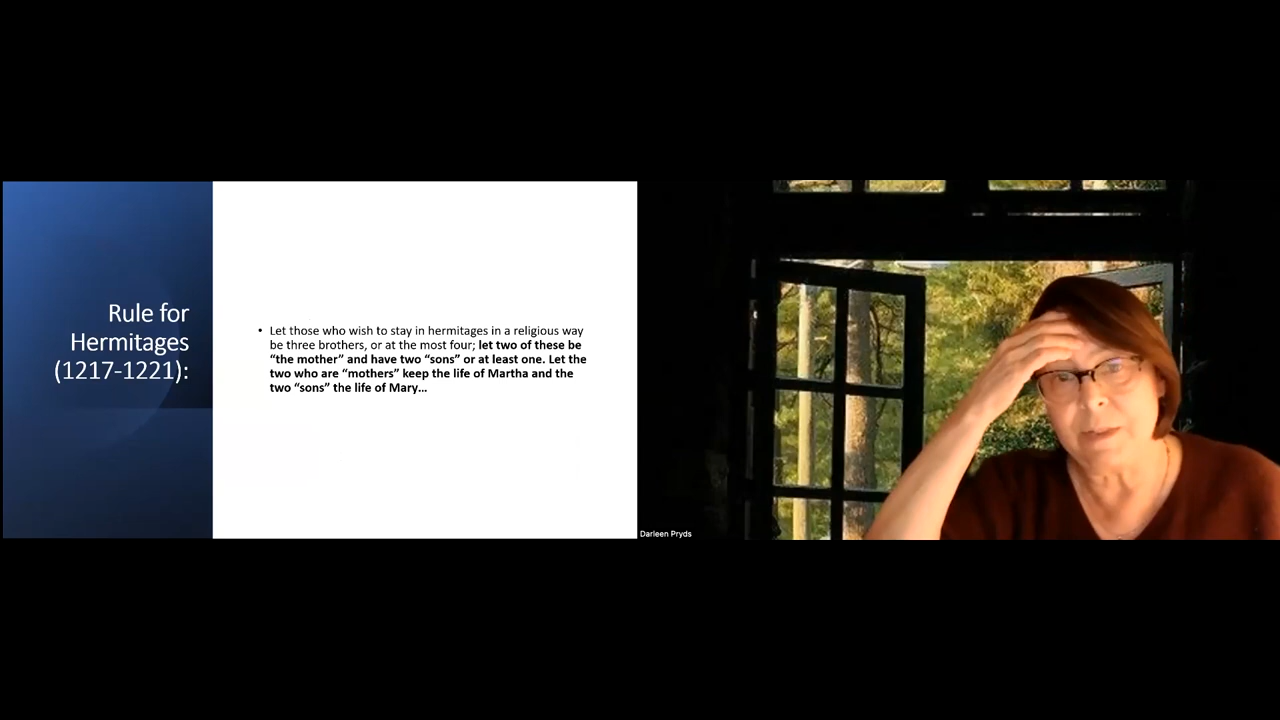 Rule for
Hermitages
(1217-1221):
• Let those who wish to stay in hermitages in a religious way
be three brothers, or at the most four; let two of these be
“the mother” and have two “sons” or at least one. Let the
two who are “mothers” keep the life of Martha and the
two “sons” the life of Mary…
Darleen Pryds